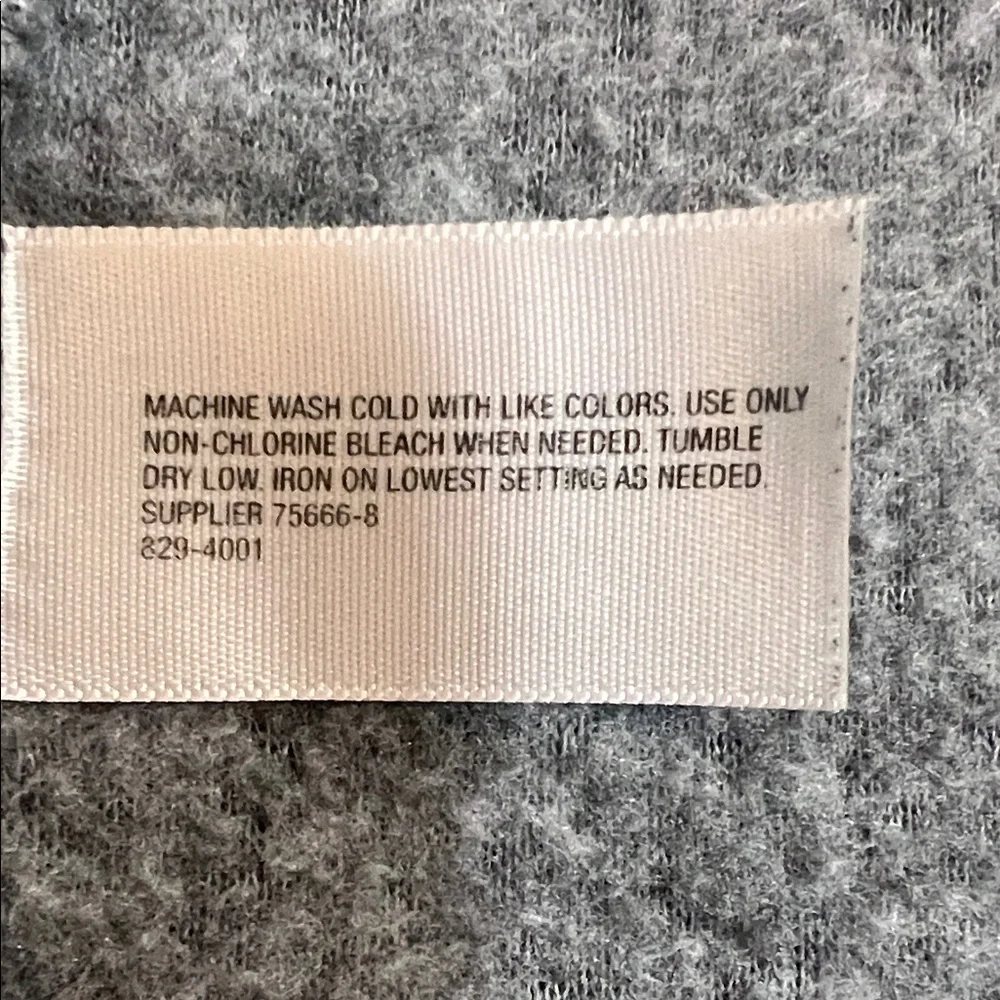 MACHINE WASH COLD WITH LIKE COLORS. USE ONLY
NON-CHLORINE BLEACH WHEN NEEDED. TUMBLE
DRY LOW. IRON ON LOWEST SETTING AS NEEDED.
SUPPLIER 75666-8
829-4001